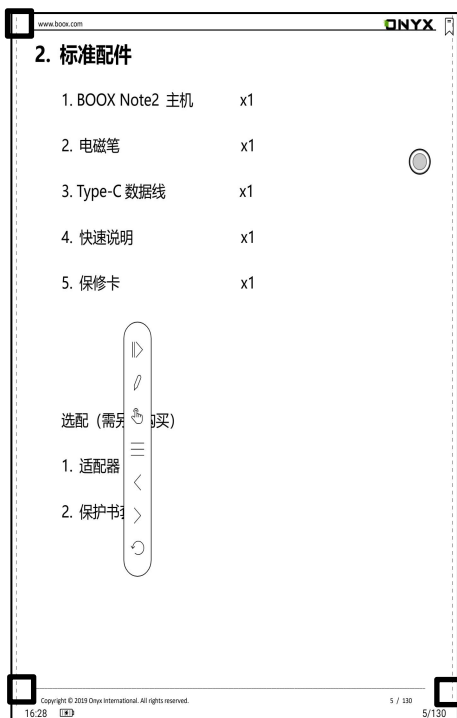 www.boox.com
ONYX
2. 标准配件
1. BOOX Note2 主机 x1
2. 电磁笔 x1
3. Type-C 数据线 x1
4. 快速说明 x1
5. 保修卡 x1
选配（需 买）
1. 适配器
2. 保护书
Copyright © 2019 Onyx International. All rights reserved.
5 / 130
16:28
5/130